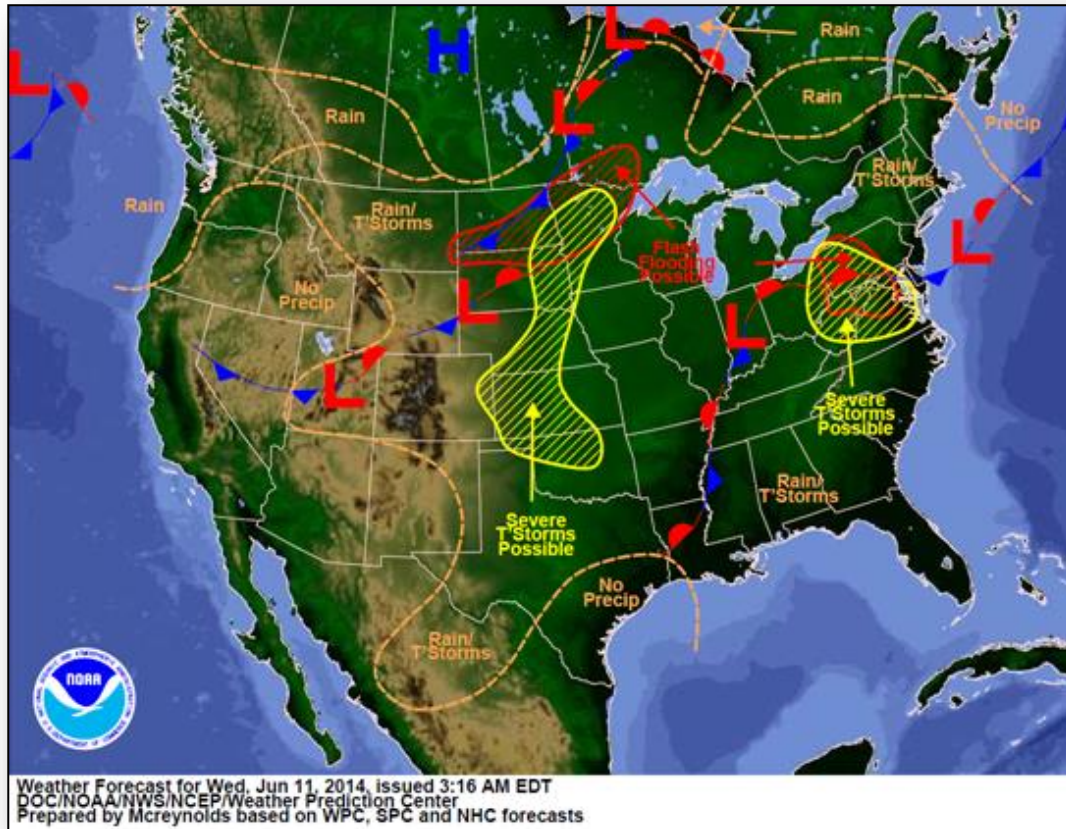 Rain
Rain
Rain
No
Precip
Rain/
T'Storms
Rain
Rain/
T'Storms
No
Precip
Flash
Flooding
Possible
Severe
T'Storms
Possible
Severe
T'Storms
Possible
Rain/
T'Storms
No
Precip
Rain/
T'Storms
H
L
L
L
L
L
L
L
NOAA
Weather Forecast for Wed, Jun 11, 2014, issued 3:16 AM EDT
DOC/NOAA/NWS/NCEP/Weather Prediction Center
Prepared by Mcreynolds based on WPC, SPC and NHC forecasts